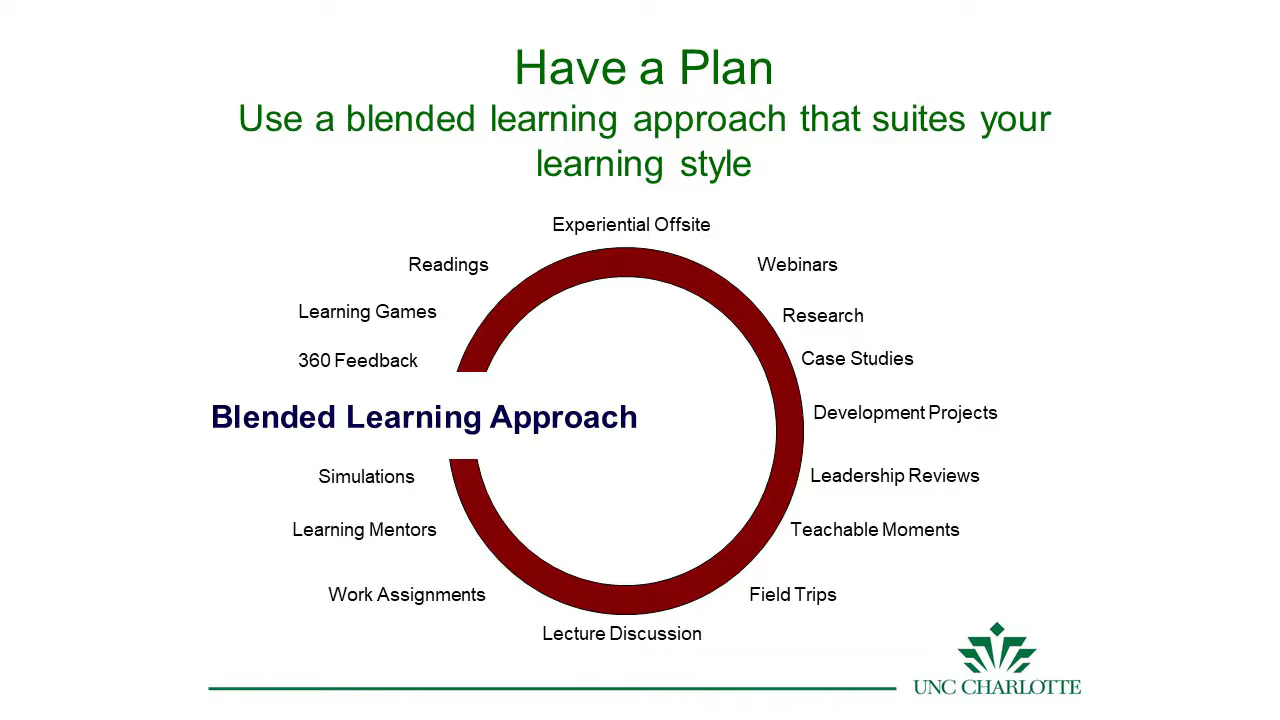 Have a Plan
Use a blended learning approach that suites your
learning style
Experiential Offsite
Readings
Webinars
Learning Games
Research
360 Feedback
Case Studies
Blended Learning Approach
Development Projects
Simulations
Leadership Reviews
Learning Mentors
Teachable Moments
Work Assignments
Field Trips
Lecture Discussion
UNC CHARLOTTE